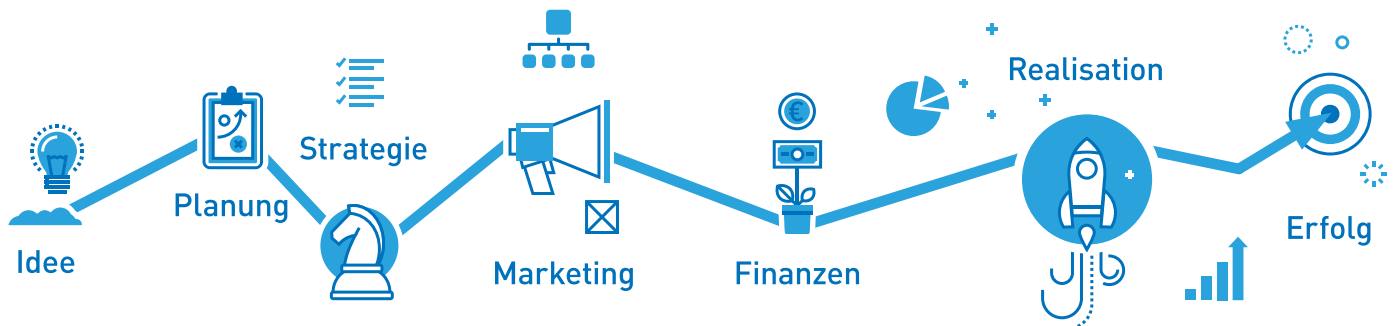 Idee
Planung
Strategie
Marketing
Finanzen
€
Realisation
Erfolg